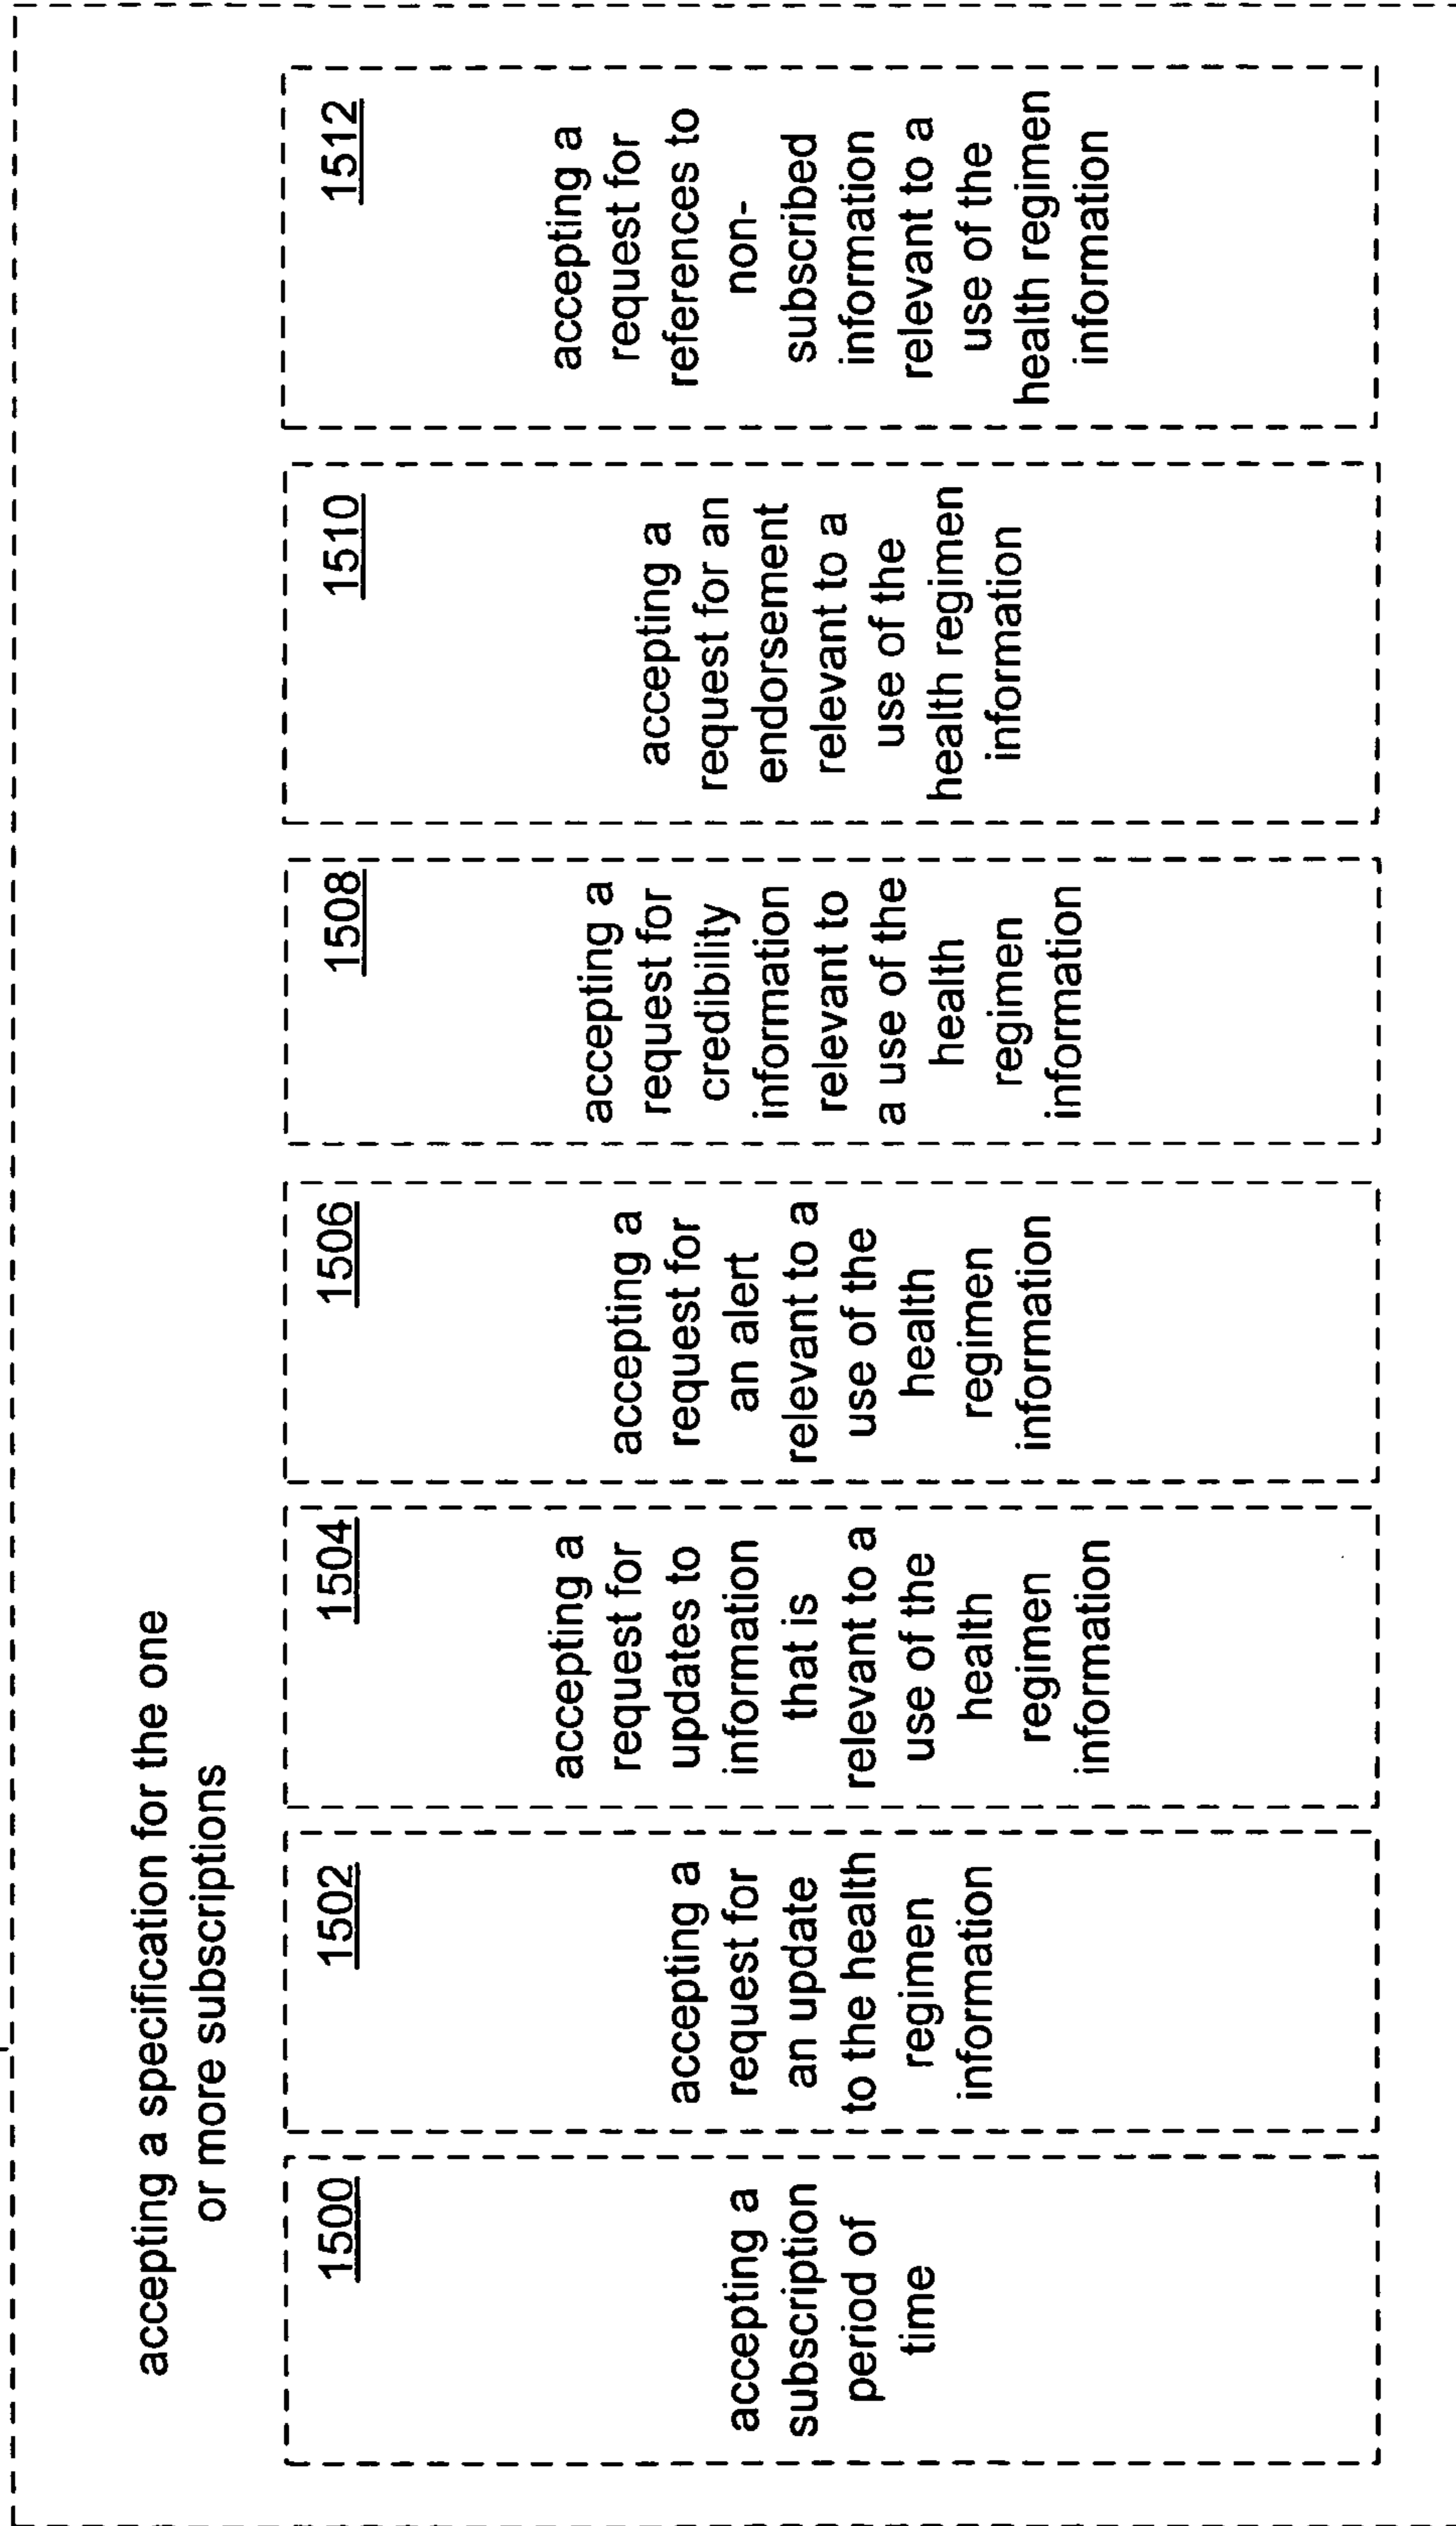 accepting a specification for the one
or more subscriptions
1500
accepting a
subscription
period of
time
1502
accepting a
request for
an update
to the health
regimen
information
1504
accepting a
request for
updates to
information
that is
relevant to a
use of the
health
regimen
information
1506
accepting a
request for
an alert
relevant to a
use of the
health
regimen
information
1508
accepting a
request for
credibility
information
relevant to
a use of the
health
regimen
information
1510
accepting a
request for an
endorsement
relevant to a
use of the
health regimen
information
1512
accepting a
request for
references to
non-
subscribed
information
relevant to a
use of the
health regimen
information